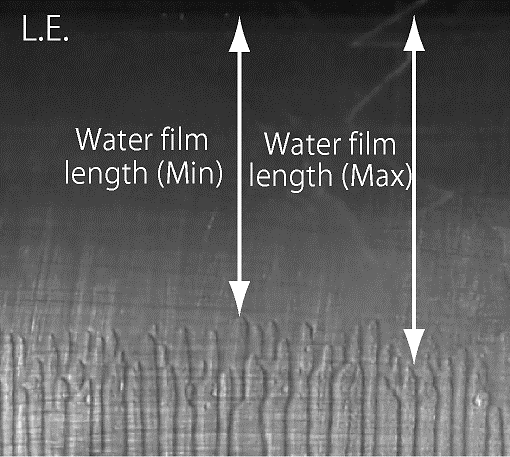 L.E.
Water film
length (Min)
Water film
length (Max)